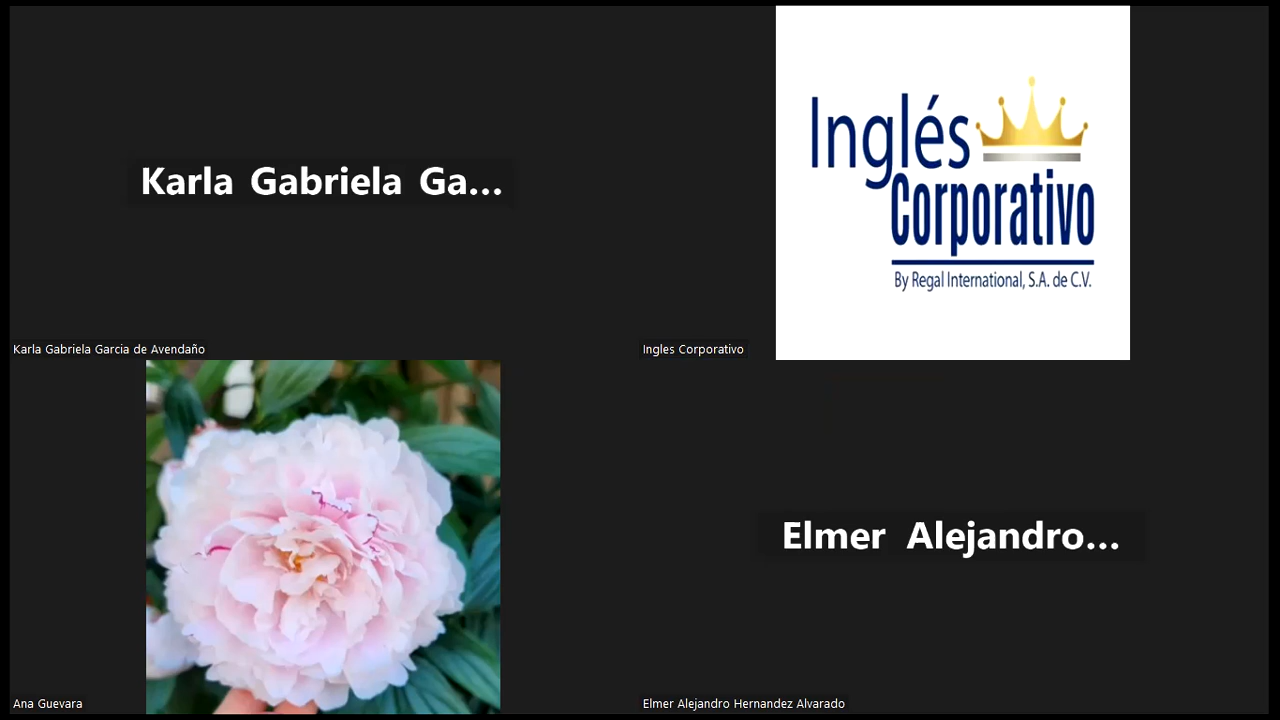 Karla Gabriela Ga...
Karla Gabriela Garcia de Avendaño
Inglés
Corporativo
By Regal International, S.A. de C.V.
Ingles Corporativo
Ana Guevara
Elmer Alejandro...
Elmer Alejandro Hernandez Alvarado